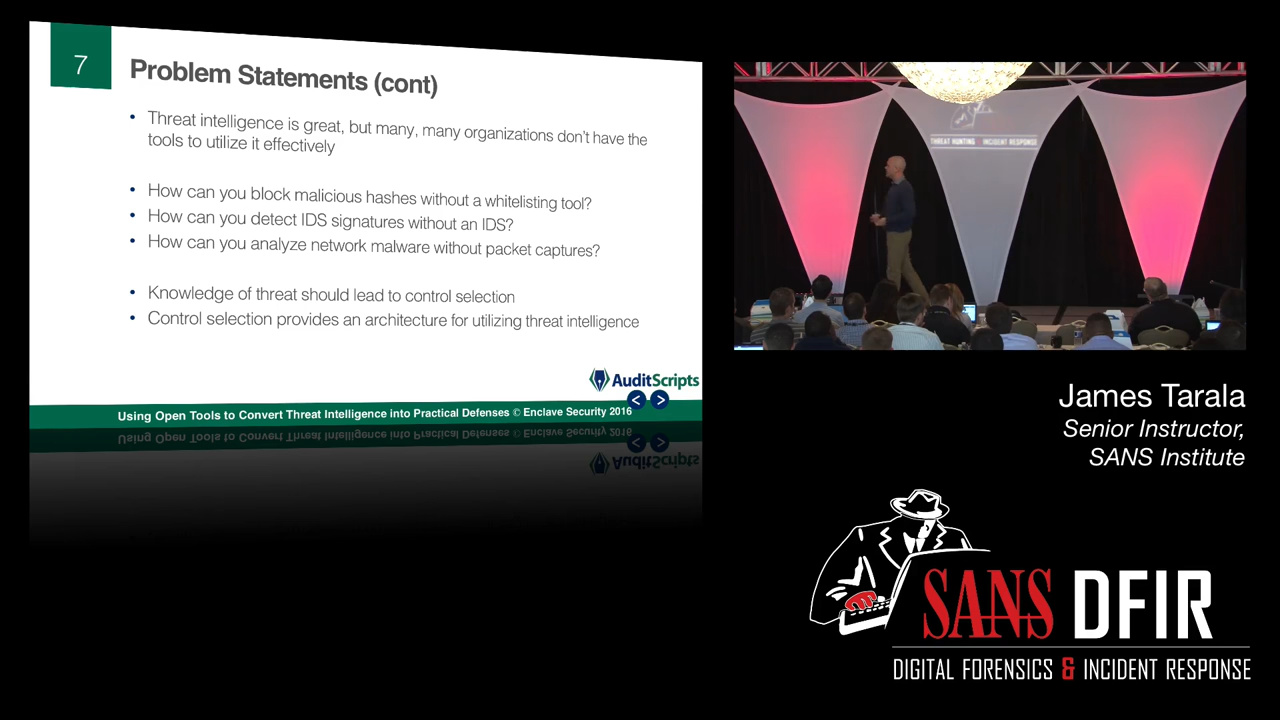 7
Problem Statements (cont)
• Threat intelligence is great, but many, many organizations don't have the
tools to utilize it effectively
• How can you block malicious hashes without a whitelisting tool?
• How can you detect IDS signatures without an IDS?
• How can you analyze network malware without packet captures?
• Knowledge of threat should lead to control selection
• Control selection provides an architecture for utilizing threat intelligence
AuditScripts
Using Open Tools to Convert Threat Intelligence into Practical Defenses © Enclave Security 2016
THREAT HUNTING & INCIDENT RESPONSE
James Tarala
Senior Instructor,
SANS Institute
SANS DFIR
DIGITAL FORENSICS & INCIDENT RESPONSE